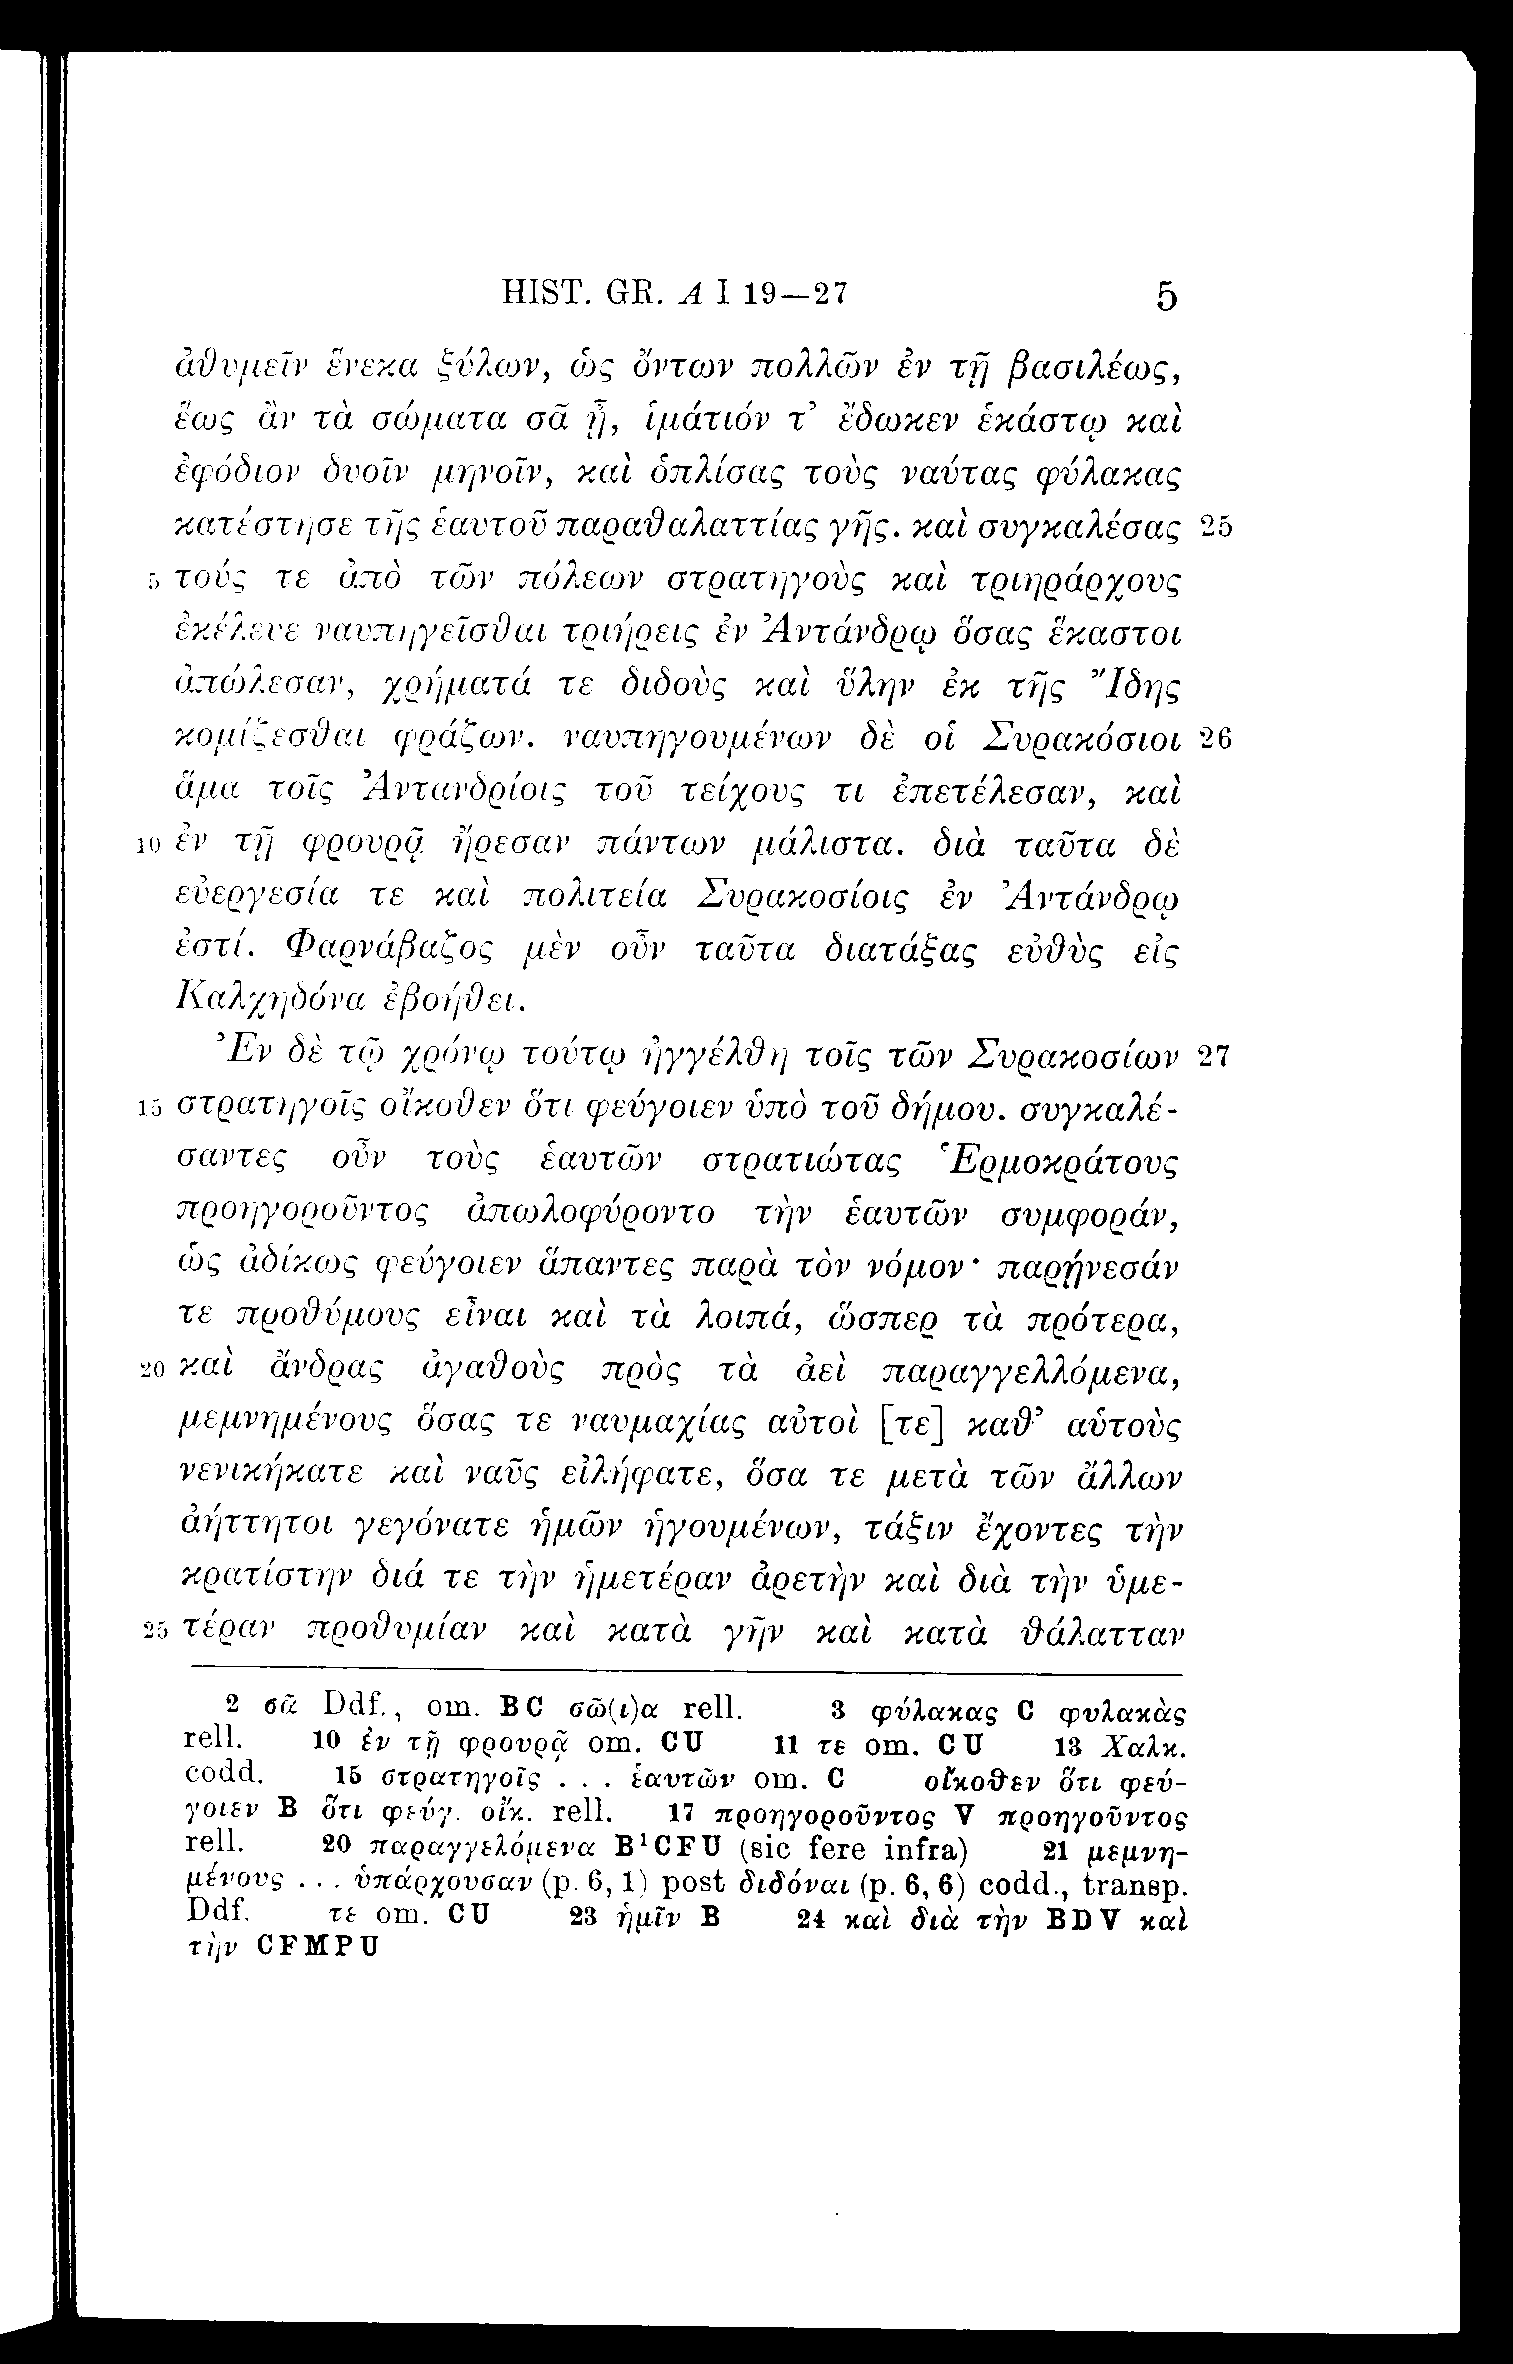 HIST. GR. A I 19—27 5
ἀθυμεῖν ἕνεκα ξύλων, ὡς ὄντων πολλῶν ἐν τῇ βασιλέως,
ἕως ἂν τὰ σώματα σᾶ ᾖ, ἱμάτιόν τ’ ἔδωκεν ἑκάστῳ καὶ
ἐφόδιον δυοῖν μηνοῖν, καὶ ὁπλίσας τοὺς ναύτας φύλακας
κατέστησε τῆς ἑαυτοῦ παραθαλαττίας γῆς. καὶ συγκαλέσας 25
5 τούς τε ἀπὸ τῶν πόλεων στρατηγοὺς καὶ τριηράρχους
ἐκέλευε ναυπηγεῖσθαι τριήρεις ἐν Ἀντάνδρῳ ὅσας ἕκαστοι
ἀπώλεσαν, χρήματά τε διδοὺς καὶ ὕλην ἐκ τῆς Ἴδης
κομίζεσθαι φράζων. ναυπηγουμένων δὲ οἱ Συρακόσιοι 26
ἅμα τοῖς Ἀντανδρίοις τοῦ τείχους τι ἐπετέλεσαν, καὶ
10 ἐν τῇ φρουρᾷ ἤρεσαν πάντων μάλιστα. διὰ ταῦτα δὲ
εὐεργεσία τε καὶ πολιτεία Συρακοσίοις ἐν Ἀντάνδρῳ
ἐστί. Φαρνάβαζος μὲν οὖν ταῦτα διατάξας εὐθὺς εἰς
Καλχηδόνα ἐβοήθει.
Ἐν δὲ τῷ χρόνῳ τούτῳ ἠγγέλθη τοῖς τῶν Συρακοσίων 27
15 στρατηγοῖς οἴκοθεν ὅτι φεύγοιεν ὑπὸ τοῦ δήμου. συγκαλέ-
σαντες οὖν τοὺς ἑαυτῶν στρατιώτας Ἑρμοκράτους
προηγοροῦντος ἀπωλοφύροντο τὴν ἑαυτῶν συμφοράν,
ὡς ἀδίκως φεύγοιεν ἅπαντες παρὰ τὸν νόμον· παρῄνεσάν
τε προθύμους εἶναι καὶ τὰ λοιπά, ὥσπερ τὰ πρότερα,
20 καὶ ἄνδρας ἀγαθοὺς πρὸς τὰ ἀεὶ παραγγελλόμενα,
μεμνημένους ὅσας τε ναυμαχίας αὐτοὶ [τε] καθ’ αὑτοὺς
νενικήκατε καὶ ναῦς εἰλήφατε, ὅσα τε μετὰ τῶν ἄλλων
ἀήττητοι γεγόνατε ἡμῶν ἡγουμένων, τάξιν ἔχοντες τὴν
κρατίστην διά τε τὴν ἡμετέραν ἀρετὴν καὶ διὰ τὴν ὑμε-
25 τέραν προθυμίαν καὶ κατὰ γῆν καὶ κατὰ θάλατταν
2 σᾶ Ddf., om. BC σῶ(ι)α rell. 3 φύλακας C φυλακὰς
rell. 10 ἐν τῇ φρουρᾷ om. CU 11 τε om. CU 13 Χαλκ.
codd. 15 στρατηγοῖς . . . ἑαυτῶν om. C οἴκοθεν ὅτι φεύ-
γοιεν B ὅτι φεύγ. οἴκ. rell. 17 προηγοροῦντος V προηγοῦντος
rell. 20 παραγγελόμενα B¹CFU (sic fere infra) 21 μεμνη-
μένους . . . ὑπάρχουσαν (p. 6, 1) post διδόναι (p. 6, 6) codd., transp.
Ddf. τε om. CU 23 ἡμῖν B 24 καὶ διὰ τὴν BDV καὶ
τὴν CFMPU